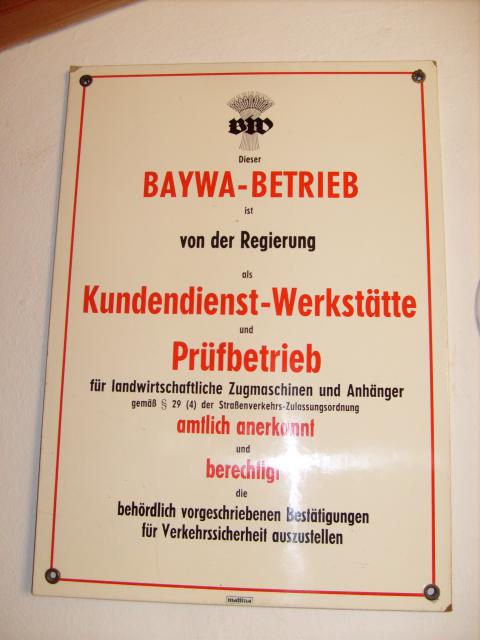 BW
Dieser
BAYWA-BETRIEB
ist
von der Regierung
als
Kundendienst-Werkstätte
und
Prüfbetrieb
für landwirtschaftliche Zugmaschinen und Anhänger
gemäß § 29 (4) der Straßenverkehrs-Zulassungsordnung
amtlich anerkannt
und
berechtigt
die
behördlich vorgeschriebenen Bestätigungen
für Verkehrssicherheit auszustellen
mattina